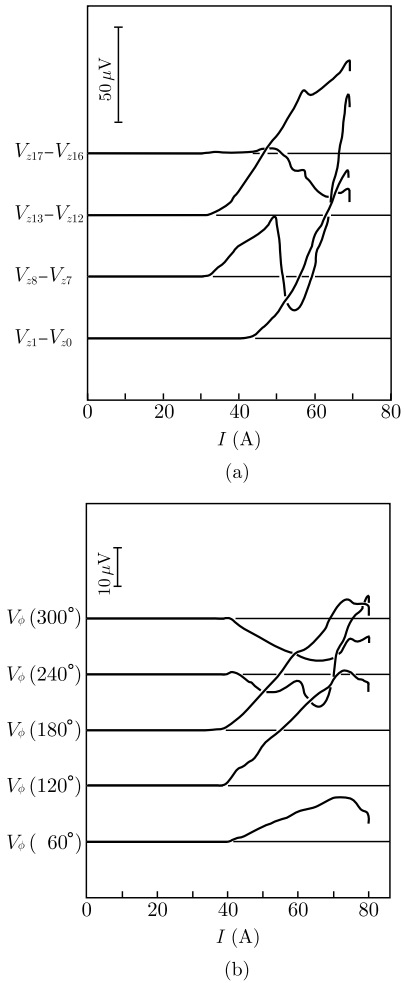 50 μV
V_{z17}–V_{z16}
V_{z13}–V_{z12}
V_{z8}–V_{z7}
V_{z1}–V_{z0}
0 20 40 60 80
I (A)
(a)
10 μV
V_ϕ (300°)
V_ϕ (240°)
V_ϕ (180°)
V_ϕ (120°)
V_ϕ ( 60°)
0 20 40 60 80
I (A)
(b)